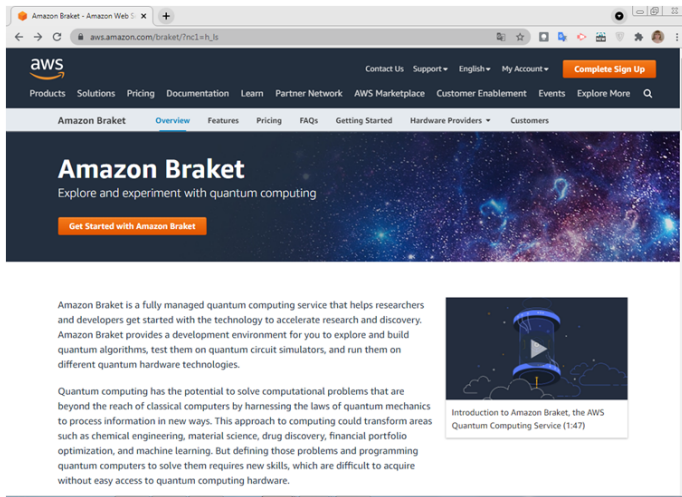 Amazon Braket - Amazon Web S
aws.amazon.com/braket/?nc1=h_ls
aws
Contact Us Support English My Account Complete Sign Up
Products Solutions Pricing Documentation Learn Partner Network AWS Marketplace Customer Enablement Events Explore More
Amazon Braket Overview Features Pricing FAQs Getting Started Hardware Providers Customers
Amazon Braket
Explore and experiment with quantum computing
Get Started with Amazon Braket
Amazon Braket is a fully managed quantum computing service that helps researchers
and developers get started with the technology to accelerate research and discovery.
Amazon Braket provides a development environment for you to explore and build
quantum algorithms, test them on quantum circuit simulators, and run them on
different quantum hardware technologies.
Quantum computing has the potential to solve computational problems that are
beyond the reach of classical computers by harnessing the laws of quantum mechanics
to process information in new ways. This approach to computing could transform areas
such as chemical engineering, material science, drug discovery, financial portfolio
optimization, and machine learning. But defining those problems and programming
quantum computers to solve them requires new skills, which are difficult to acquire
without easy access to quantum computing hardware.
Introduction to Amazon Braket, the AWS
Quantum Computing Service (1:47)